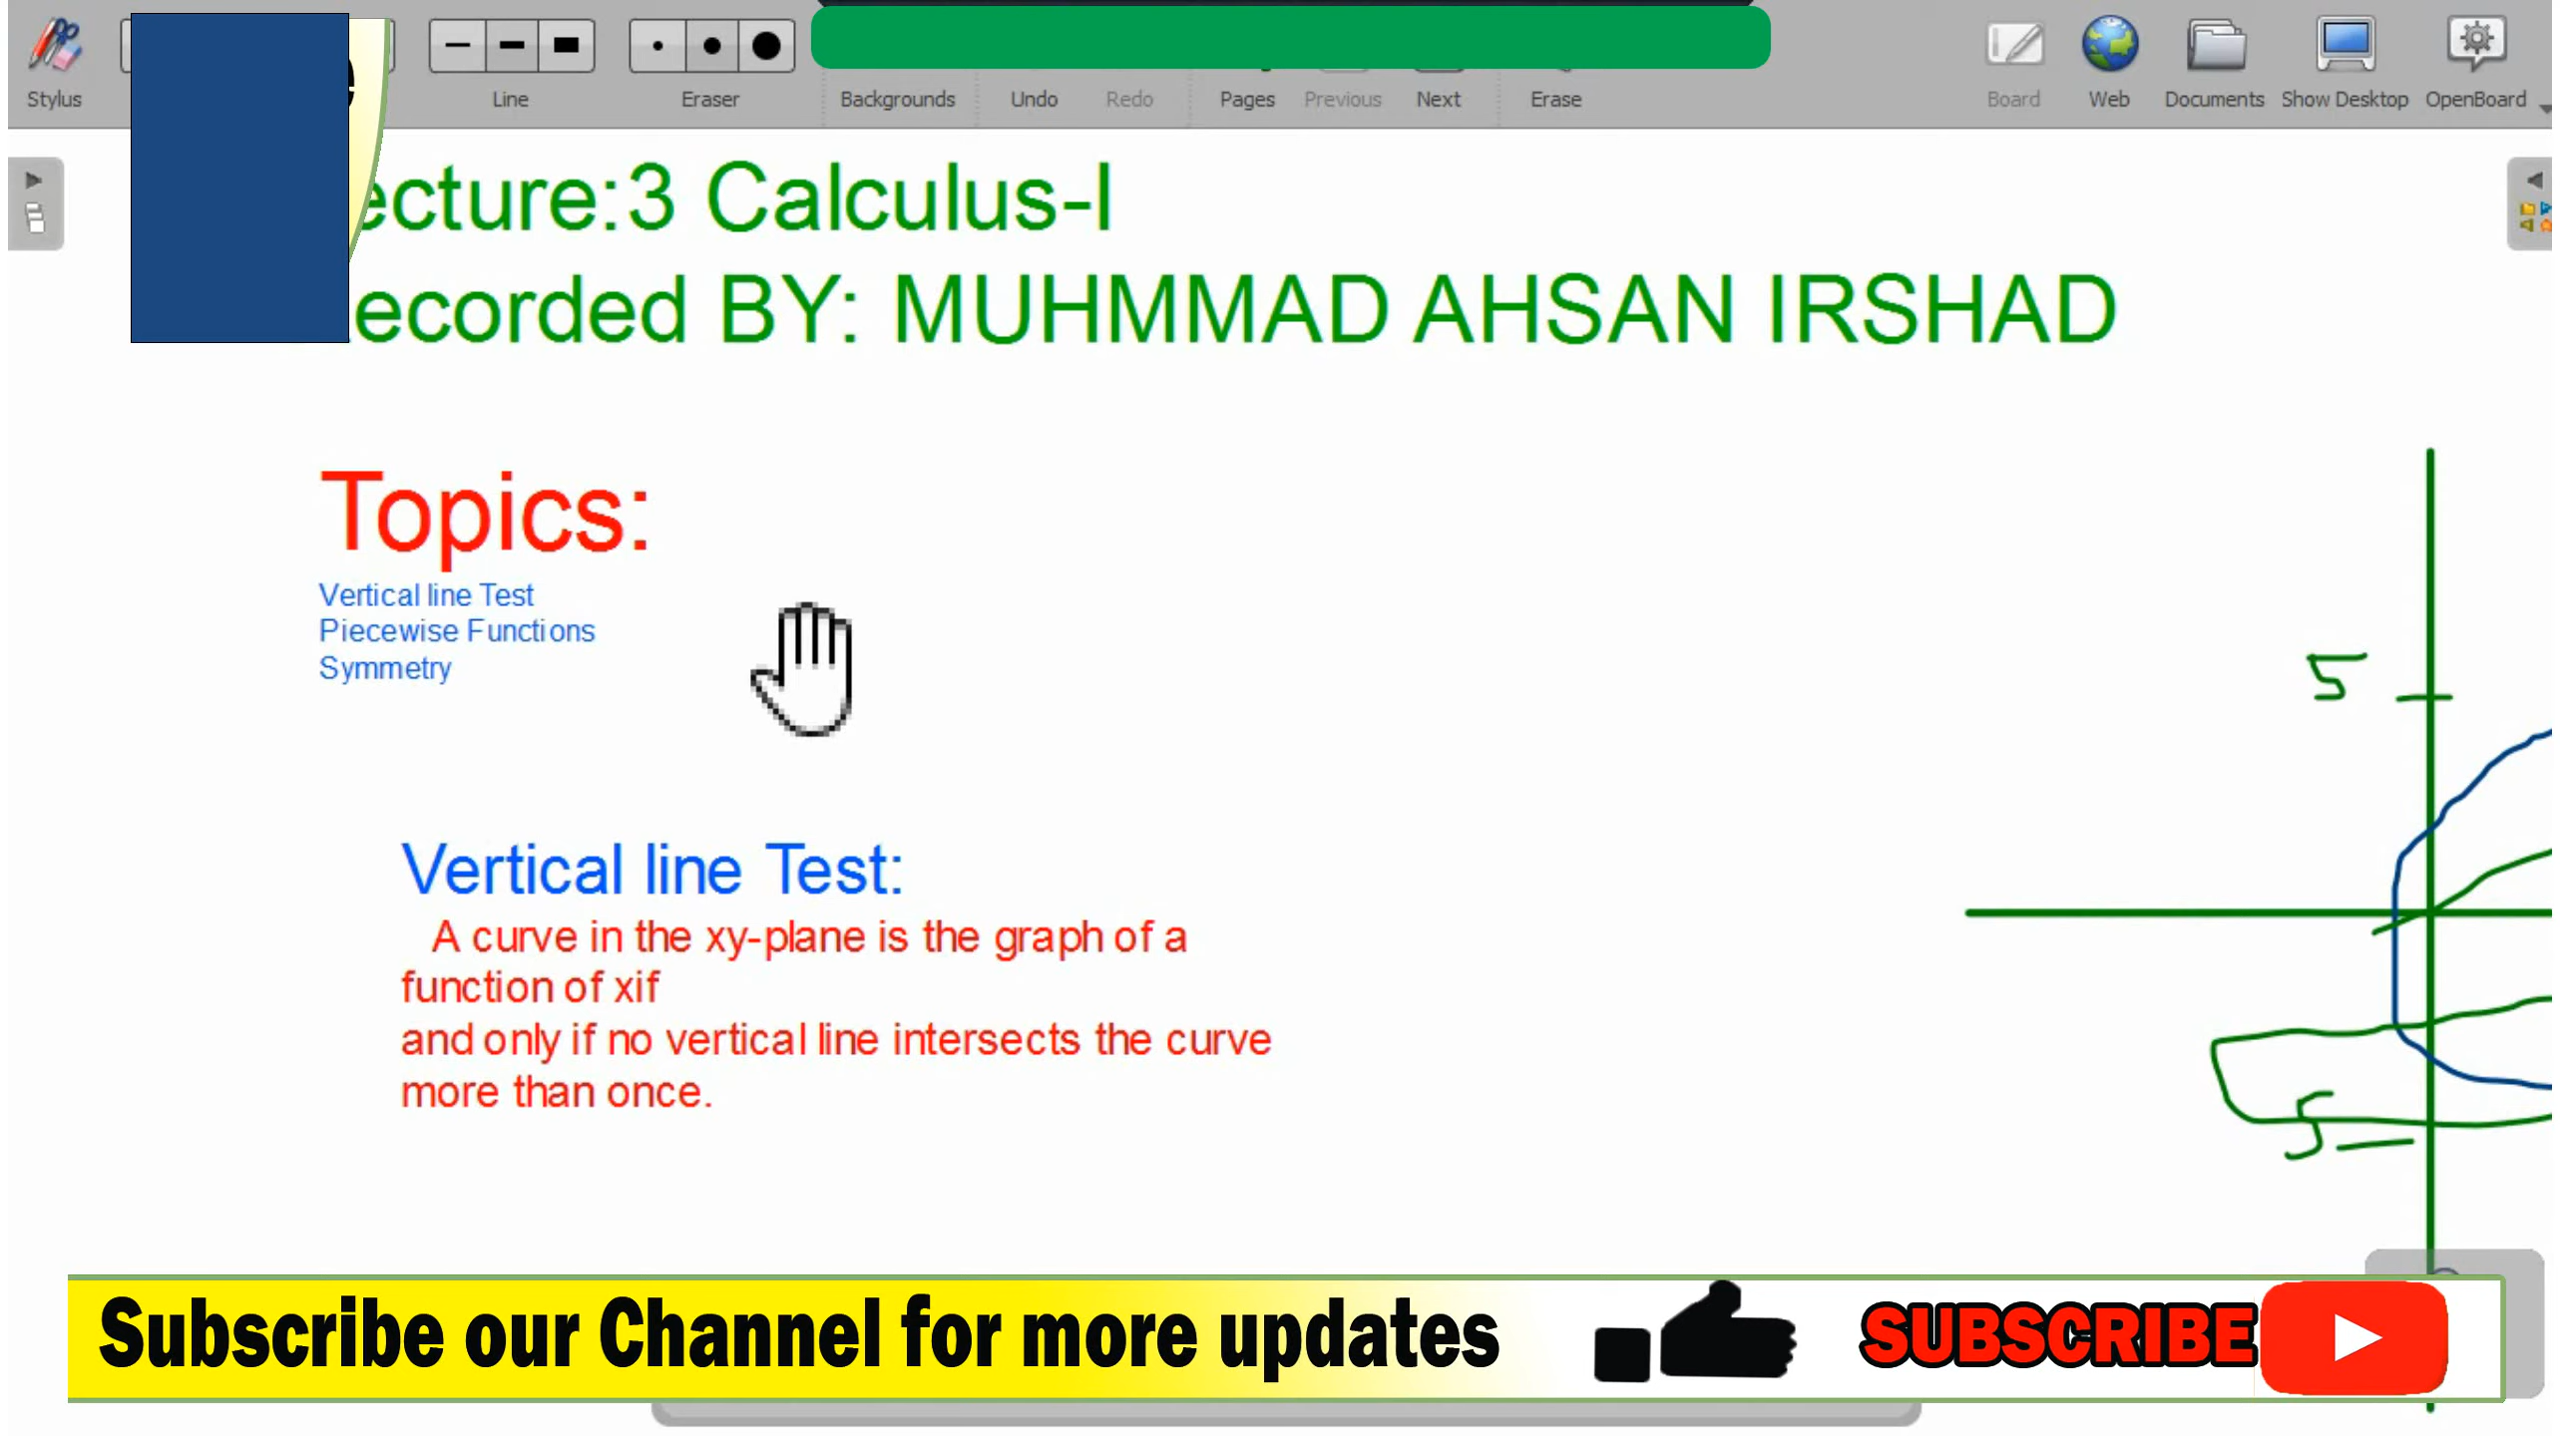 Stylus
Line
Eraser
Backgrounds
Undo
Redo
Pages
Previous
Next
Erase
Board
Web
Documents
Show Desktop
OpenBoard
ecture:3 Calculus-I
ecorded BY: MUHMMAD AHSAN IRSHAD
Topics:
Vertical line Test
Piecewise Functions
Symmetry
5
Vertical line Test:
A curve in the xy-plane is the graph of a
function of xif
and only if no vertical line intersects the curve
more than once.
5
Subscribe our Channel for more updates
SUBSCRIBE